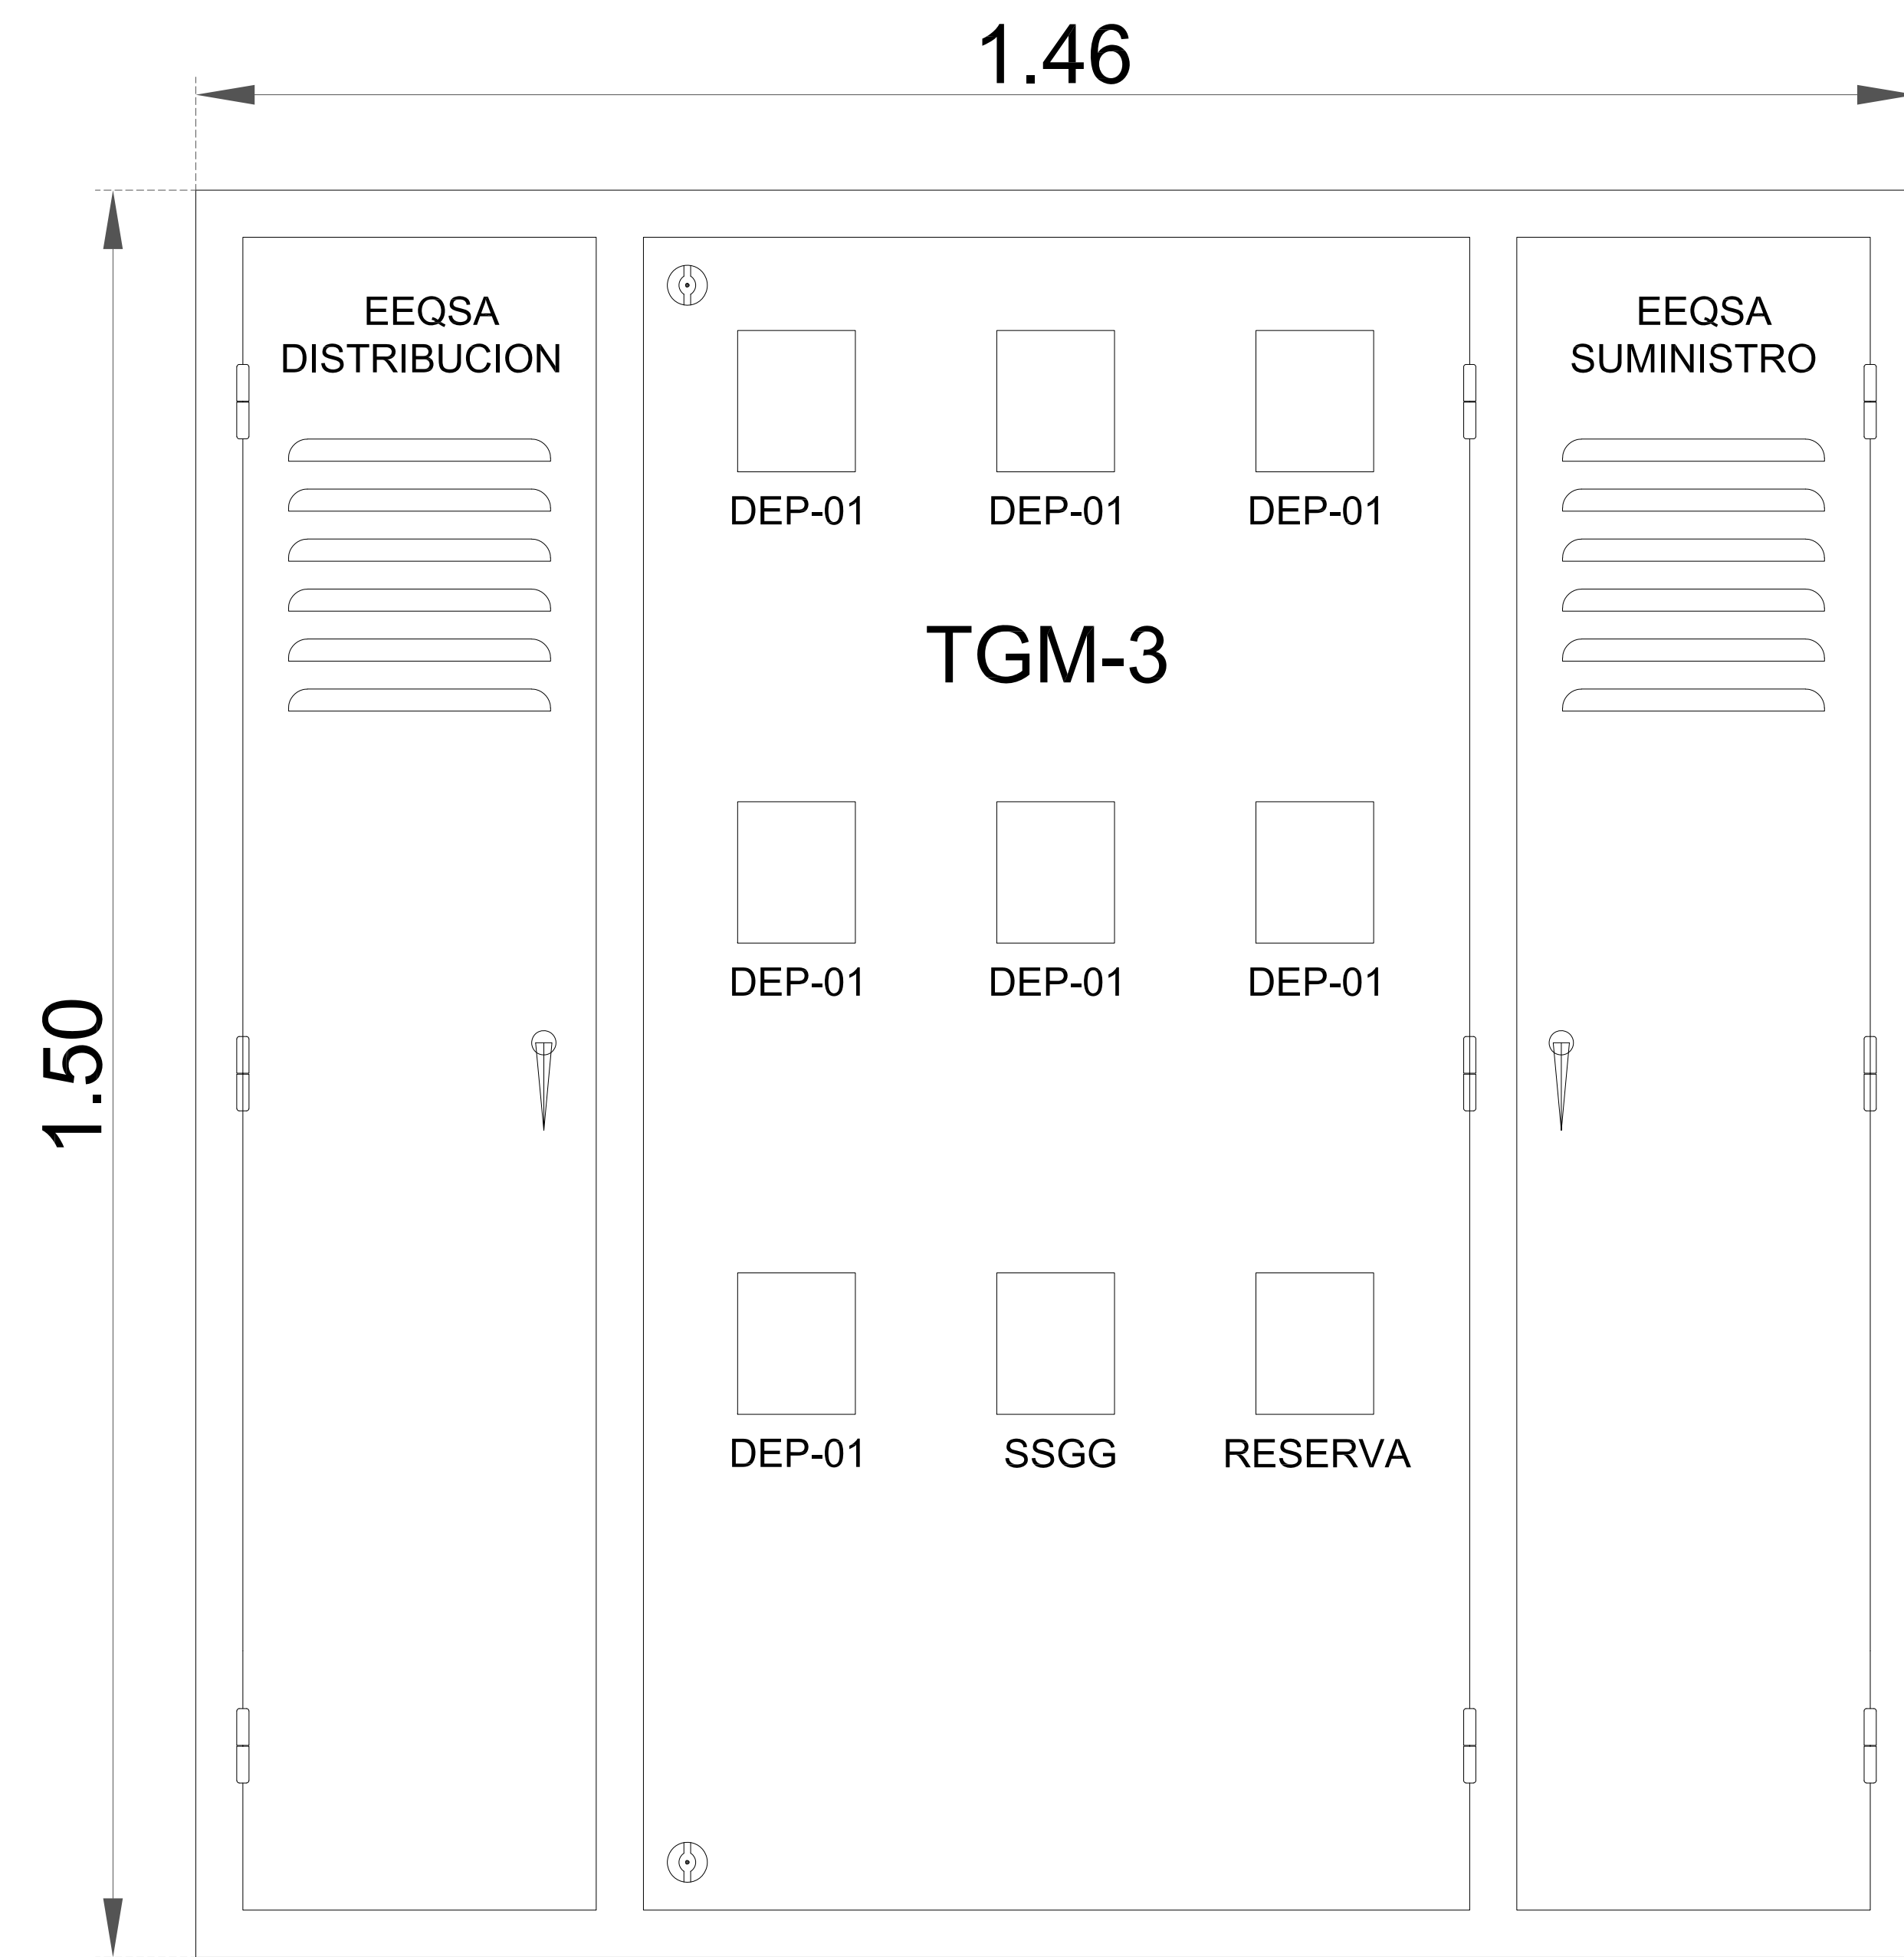 1.46
1.50
EEQSA
DISTRIBUCION
EEQSA
SUMINISTRO
DEP-01
DEP-01
DEP-01
TGM-3
DEP-01
DEP-01
DEP-01
DEP-01
SSGG
RESERVA